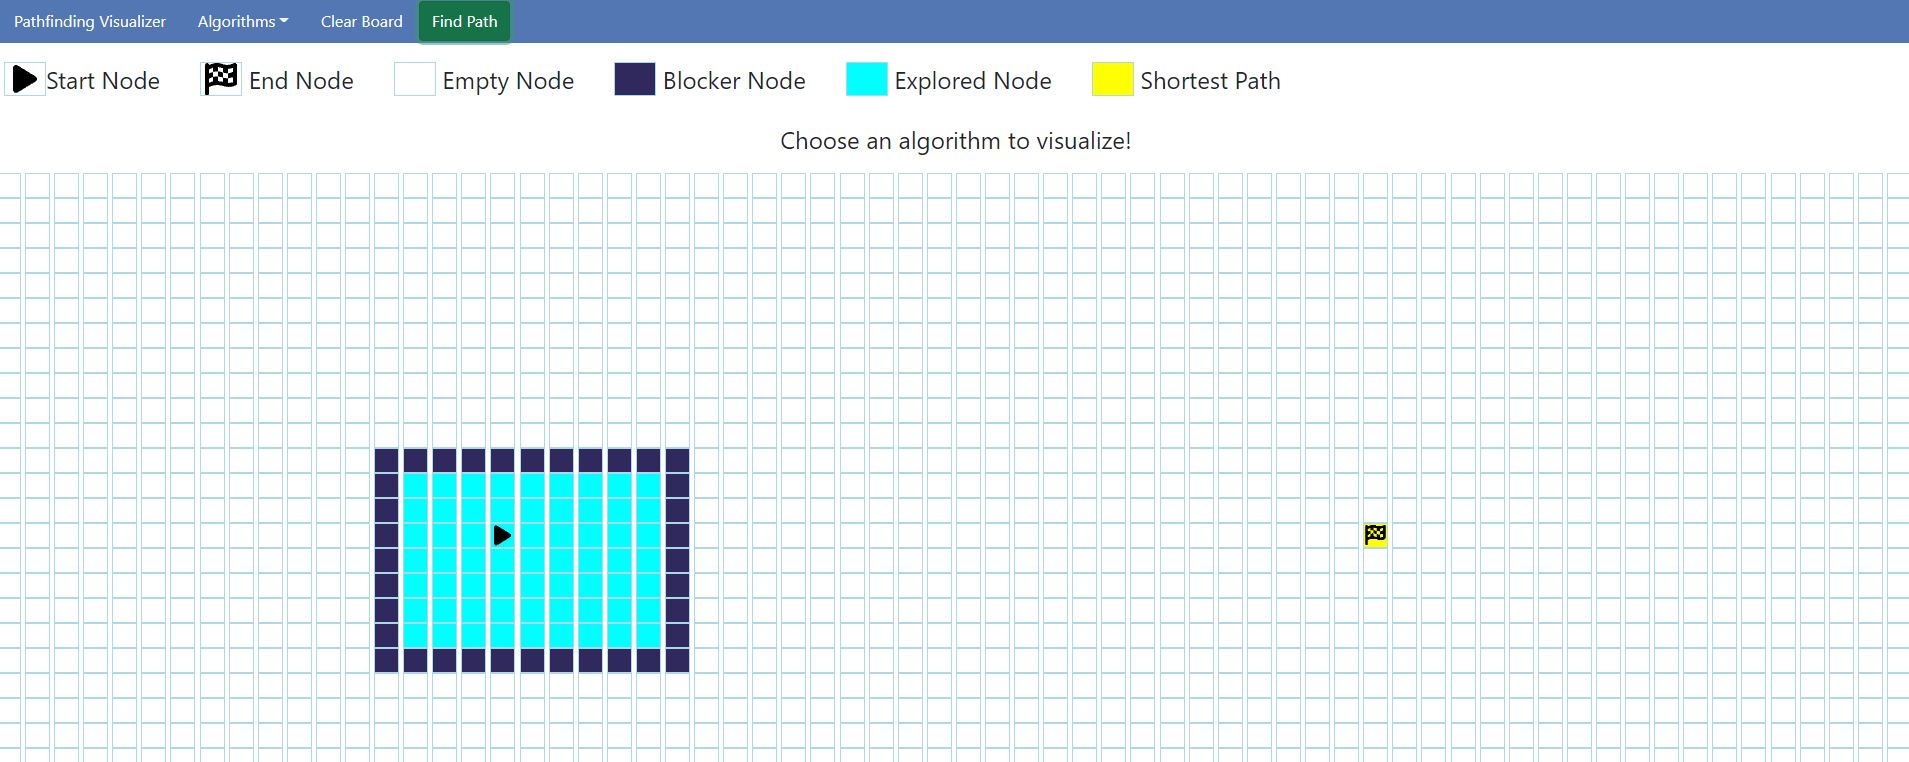 Pathfinding Visualizer Algorithms Clear Board Find Path
Start Node End Node Empty Node Blocker Node Explored Node Shortest Path
Choose an algorithm to visualize!